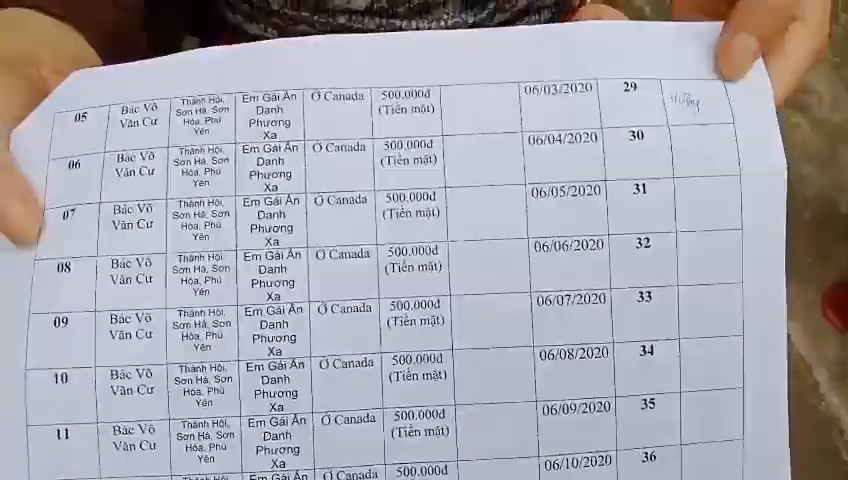 05 Bác Võ Văn Cư Thành Hội, Sơn Hà, Sơn Hòa, Phú Yên Em Gái Ẩn Danh Phương Xa Ở Canada 500.000đ (Tiền mặt) 06/03/2020 29
06 Bác Võ Văn Cư Thành Hội, Sơn Hà, Sơn Hòa, Phú Yên Em Gái Ẩn Danh Phương Xa Ở Canada 500.000đ (Tiền mặt) 06/04/2020 30
07 Bác Võ Văn Cư Thành Hội, Sơn Hà, Sơn Hòa, Phú Yên Em Gái Ẩn Danh Phương Xa Ở Canada 500.000đ (Tiền mặt) 06/05/2020 31
08 Bác Võ Văn Cư Thành Hội, Sơn Hà, Sơn Hòa, Phú Yên Em Gái Ẩn Danh Phương Xa Ở Canada 500.000đ (Tiền mặt) 06/06/2020 32
09 Bác Võ Văn Cư Thành Hội, Sơn Hà, Sơn Hòa, Phú Yên Em Gái Ẩn Danh Phương Xa Ở Canada 500.000đ (Tiền mặt) 06/07/2020 33
10 Bác Võ Văn Cư Thành Hội, Sơn Hà, Sơn Hòa, Phú Yên Em Gái Ẩn Danh Phương Xa Ở Canada 500.000đ (Tiền mặt) 06/08/2020 34
11 Bác Võ Văn Cư Thành Hội, Sơn Hà, Sơn Hòa, Phú Yên Em Gái Ẩn Danh Phương Xa Ở Canada 500.000đ (Tiền mặt) 06/09/2020 35
Thành Hội, Em Gái Ẩn Ở Canada 500.000đ 06/10/2020 36